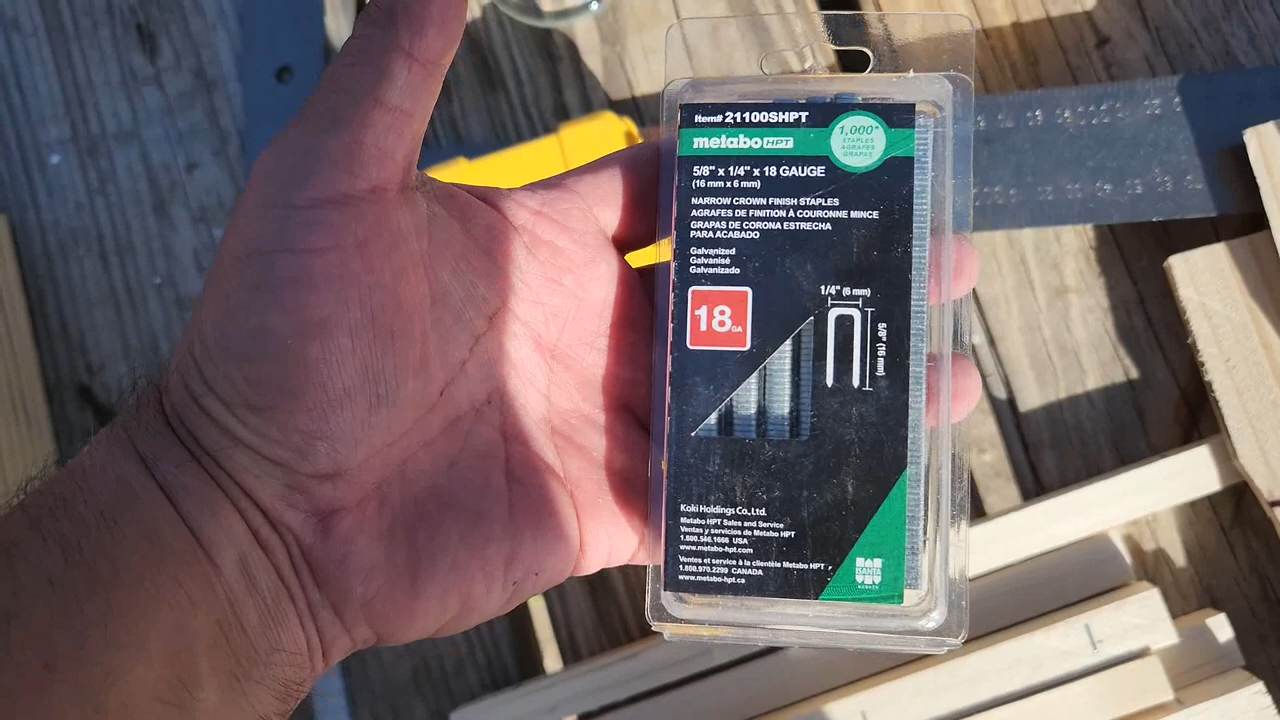 Item# 21100SHPT
metabo HPT
1,000*
STAPLES
AGRAFES
GRAPAS
5/8" x 1/4" x 18 GAUGE
(16 mm x 6 mm)
NARROW CROWN FINISH STAPLES
AGRAFES DE FINITION À COURONNE MINCE
GRAPAS DE CORONA ESTRECHA
PARA ACABADO
Galvanized
Galvanisé
Galvanizado
18GA
1/4" (6 mm)
5/8" (16 mm)
Koki Holdings Co., Ltd.
Metabo HPT Sales and Service
Ventas y servicios de Metabo HPT
1.800.546.1666 USA
www.metabo-hpt.com
Ventes et service à la clientèle Metabo HPT
1.800.970.2299 CANADA
www.metabo-hpt.ca
ISANTA
MEMBER